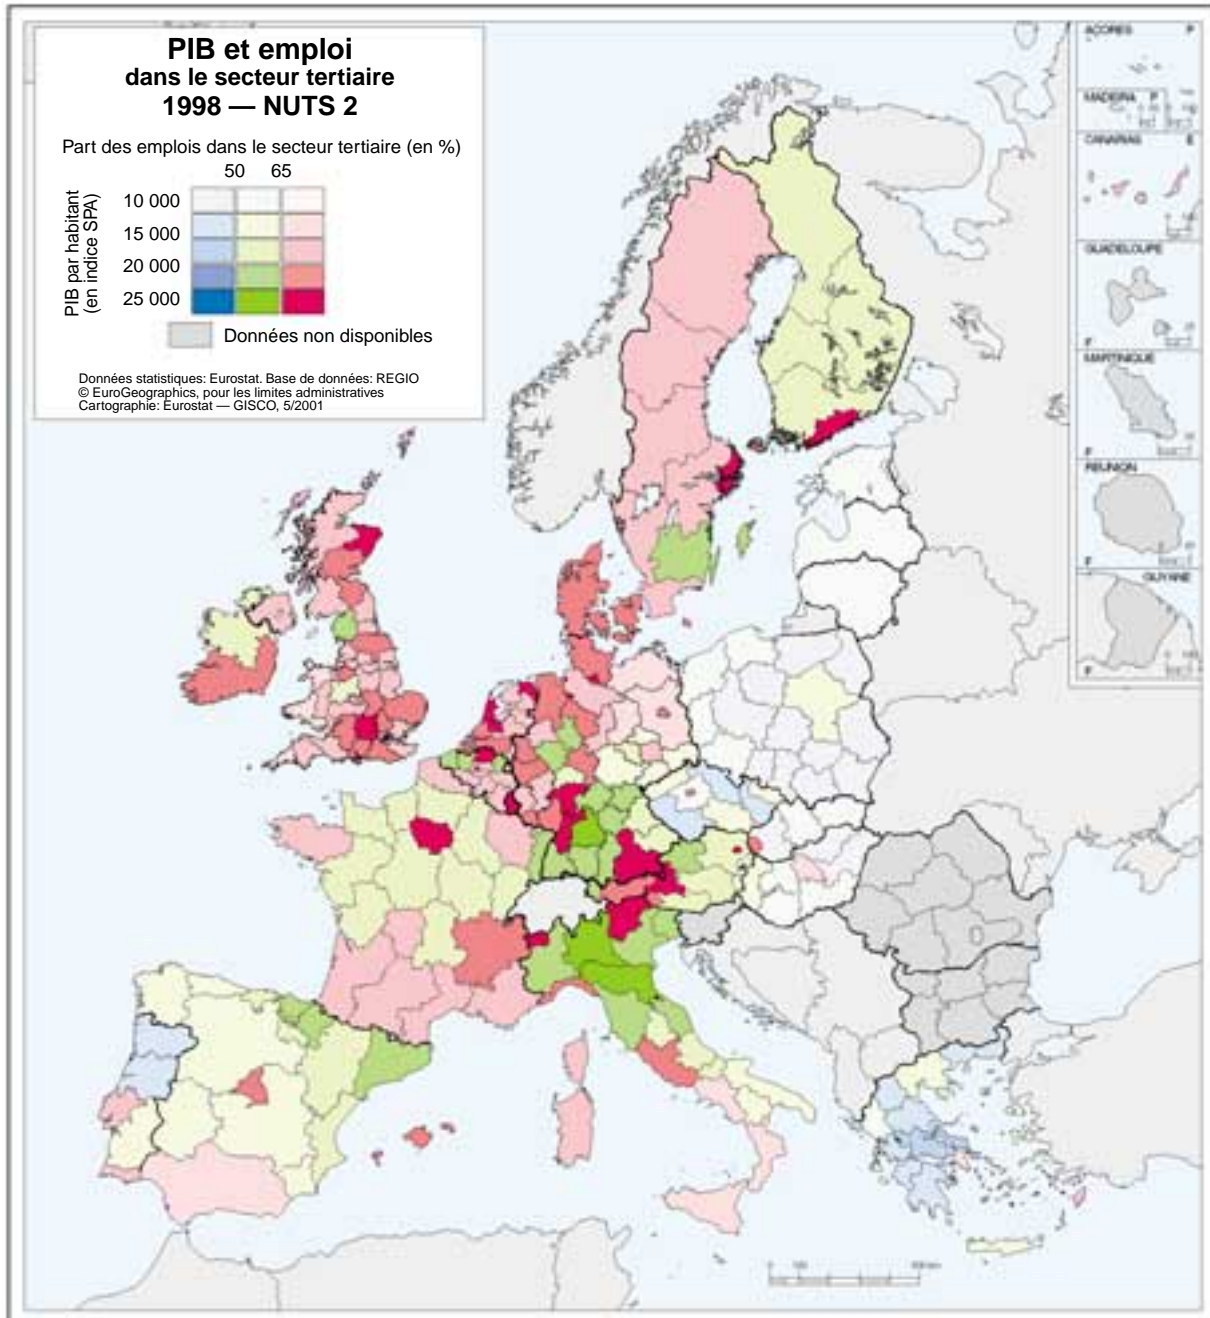 PIB et emploi
dans le secteur tertiaire
1998 — NUTS 2
Part des emplois dans le secteur tertiaire (en %)
50 65
PIB par habitant
(en indice SPA)
10 000
15 000
20 000
25 000
Données non disponibles
Données statistiques: Eurostat. Base de données: REGIO
© EuroGeographics, pour les limites administratives
Cartographie: Eurostat — GISCO, 5/2001
AÇORES P
MADEIRA P
CANARIAS E
GUADELOUPE
F
MARTINIQUE
F
REUNION
F
GUYANE
F